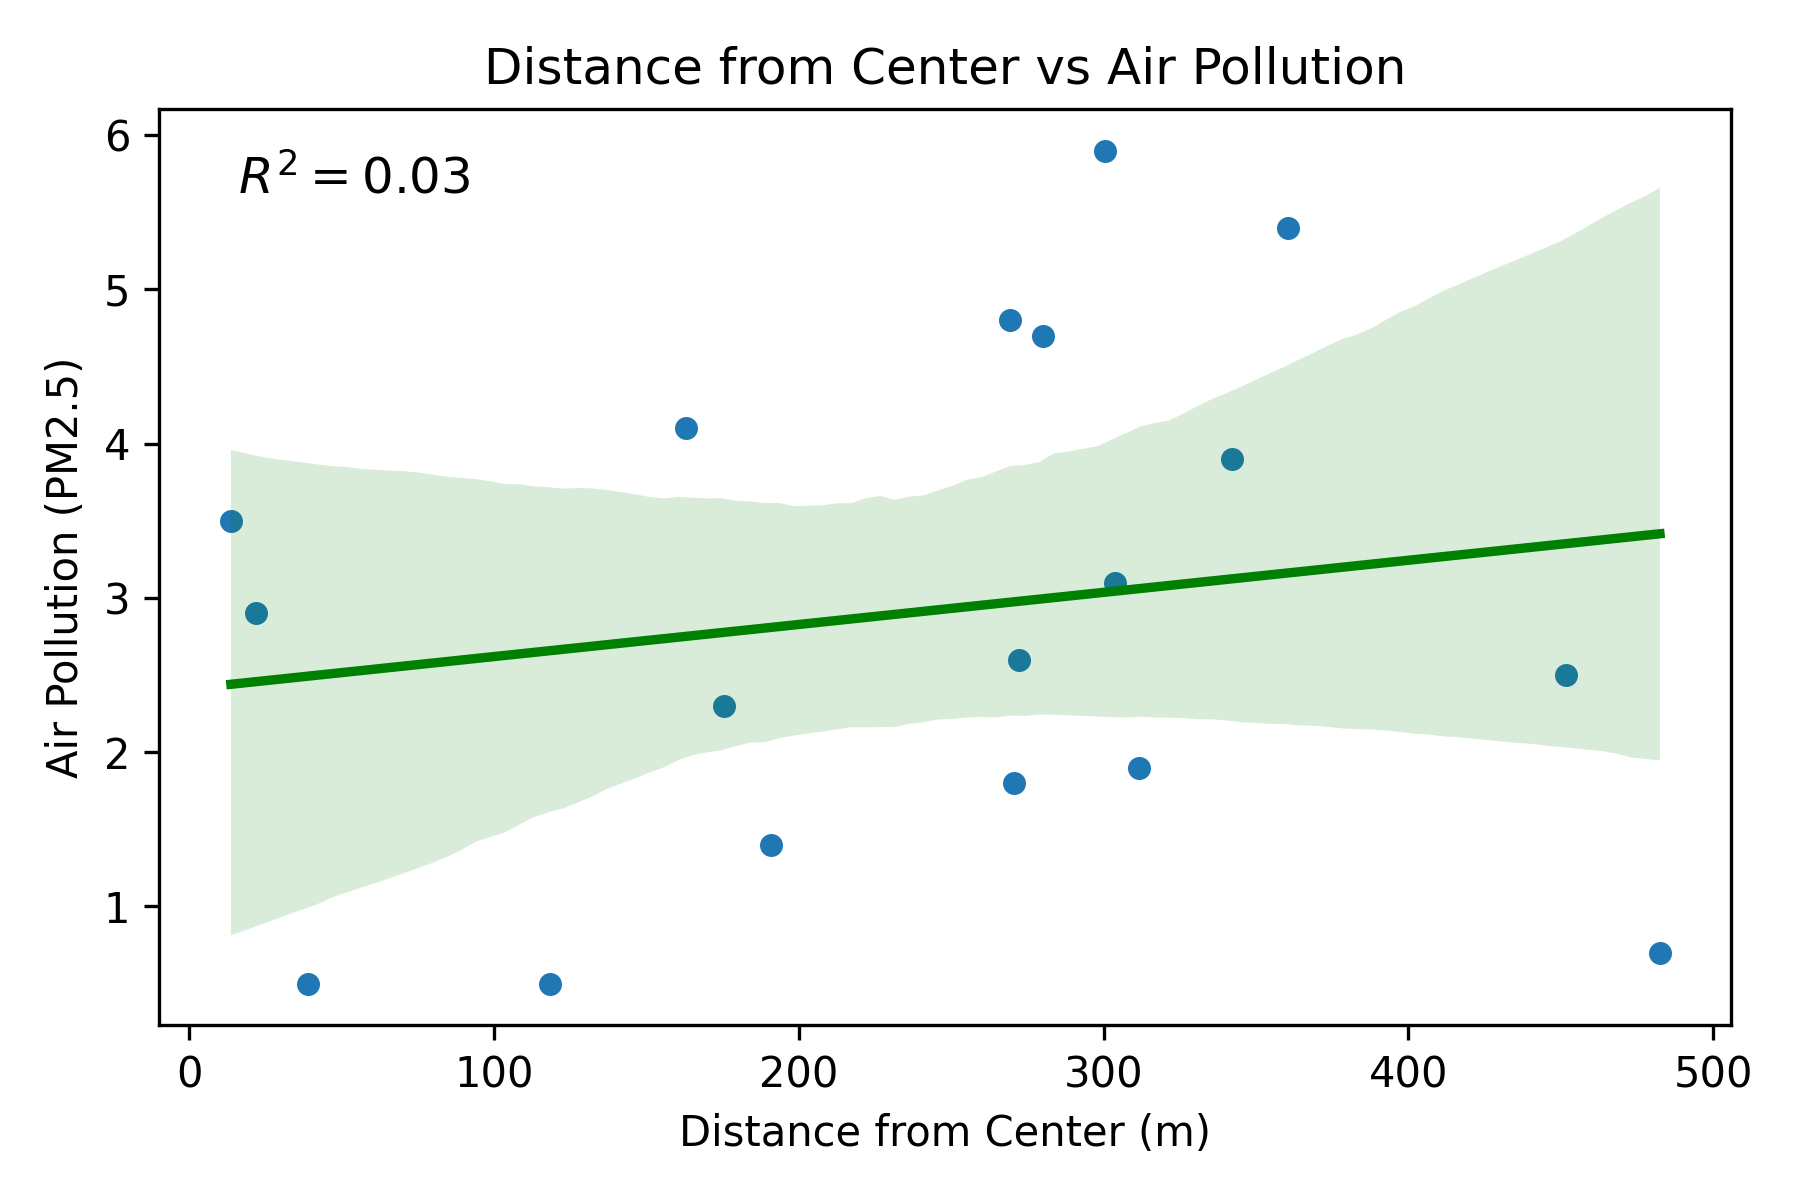 Distance from Center vs Air Pollution
R² = 0.03
6
5
4
3
2
1
Air Pollution (PM2.5)
0 100 200 300 400 500
Distance from Center (m)